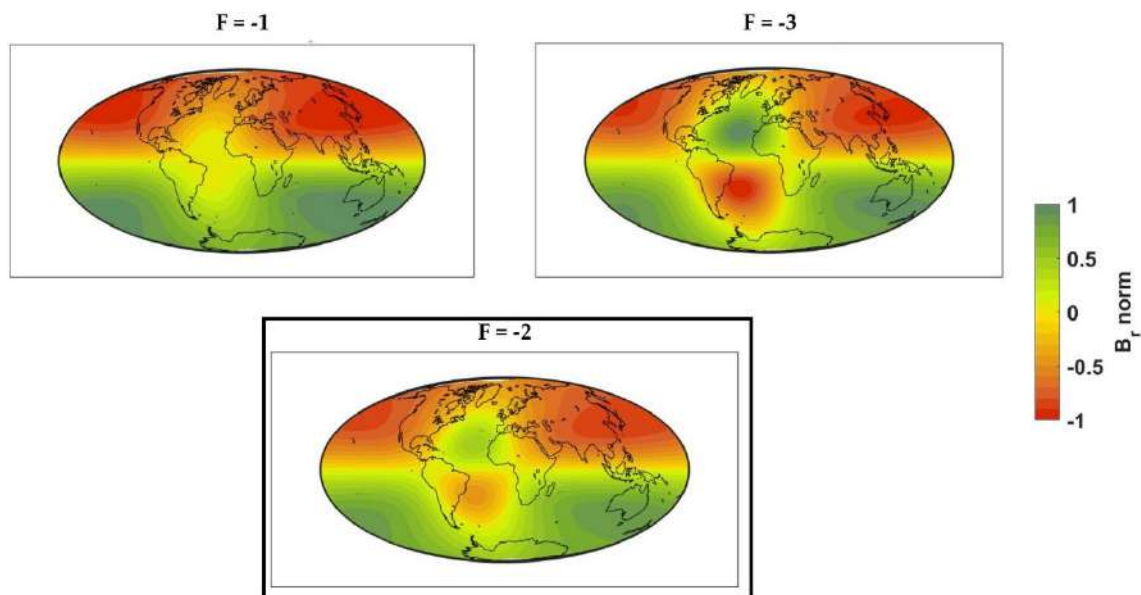 F = -1
F = -3
F = -2
1
0.5
0
-0.5
-1
B_r norm